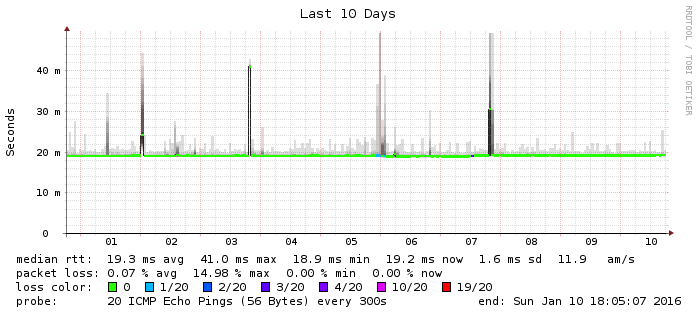 Last 10 Days
RRDTOOL / TOBI OETIKER
Seconds
40 m
30 m
20 m
10 m
0
01 02 03 04 05 06 07 08 09 10
median rtt: 19.3 ms avg 41.0 ms max 18.9 ms min 19.2 ms now 1.6 ms sd 11.9 am/s
packet loss: 0.07 % avg 14.98 % max 0.00 % min 0.00 % now
loss color: 0 1/20 2/20 3/20 4/20 10/20 19/20
probe: 20 ICMP Echo Pings (56 Bytes) every 300s end: Sun Jan 10 18:05:07 2016